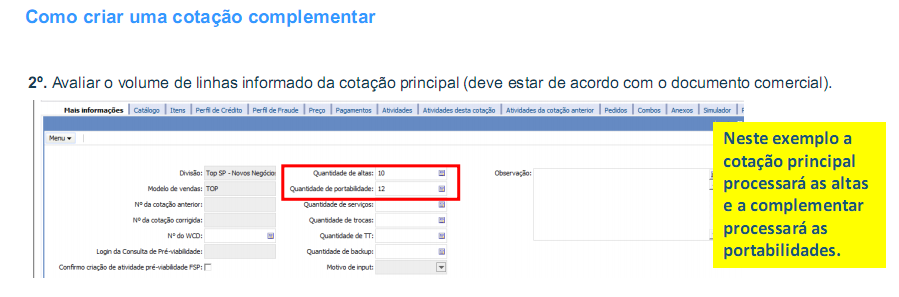 Como criar uma cotação complementar
2º. Avaliar o volume de linhas informado da cotação principal (deve estar de acordo com o documento comercial).
Mais informações Catálogo Itens Perfil de Crédito Perfil de Fraude Preço Pagamentos Atividades Atividades desta cotação Atividades da cotação anterior Pedidos Combos Anexos Simulador
Menu
Neste exemplo a
cotação principal
processará as altas
e a complementar
processará as
portabilidades.
Divisão: Top SP - Novos Negócio Quantidade de altas: 10 Observação:
Modelo de vendas: TOP Quantidade de portabilidade: 12
Nº da cotação anterior: Quantidade de serviços:
Nº da cotação corrigida: Quantidade de trocas:
Nº do WCD: Quantidade de TT:
Login da Consulta de Pré-viabilidade: Quantidade de backup:
Confirmo criação de atividade pré-viabilidade FSP: Motivo de input: